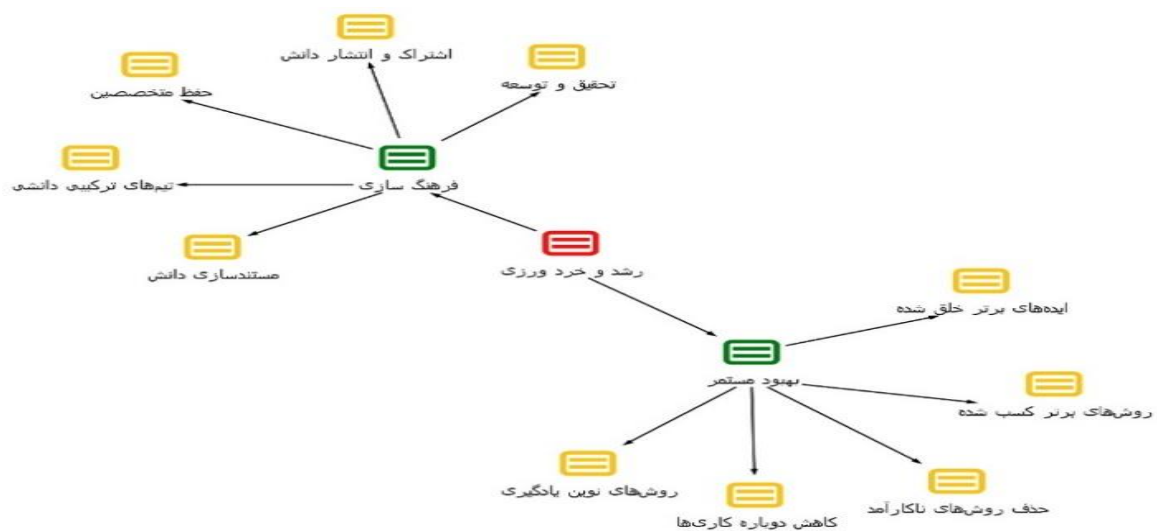 اشتراک و انتشار دانش
تحقیق و توسعه
حفظ متخصصین
فرهنگ سازی
تیم‌های ترکیبی دانشی
مستندسازی دانش
رشد و خرد ورزی
ایده‌های برتر خلق شده
بهبود مستمر
روش‌های برتر کسب شده
روش‌های نوین یادگیری
حذف روش‌های ناکارآمد
کاهش دوباره کاری‌ها